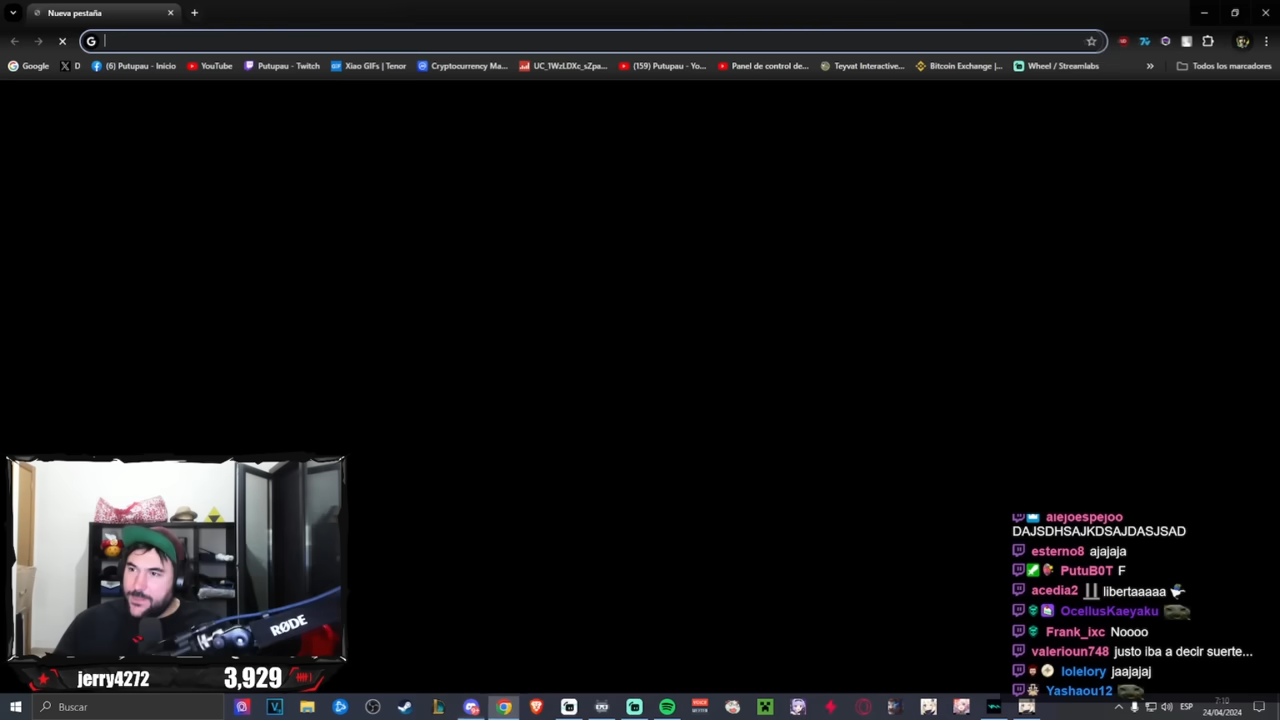 Nueva pestaña
Google
D
(6) Putupau - Inicio
YouTube
Putupau - Twitch
GIF
Xiao GIFs | Tenor
Cryptocurrency Ma...
UC_1WzLDXc_sZpa...
(159) Putupau - Yo...
Panel de control de...
Teyvat Interactive...
Bitcoin Exchange |...
Wheel / Streamlabs
Todos los marcadores
alejoespejoo
DAJSDHSAJKDSAJDASJSAD
esterno8 ajajaja
PutuB0T F
acedia2 libertaaaaa
OcellusKaeyaku
Frank_ixc Noooo
valerioun748 justo iba a decir suerte...
lolelory jaajajaj
Yashaou12
RØDE
jerry4272
3,929
Buscar
ESP
7:10
24/04/2024